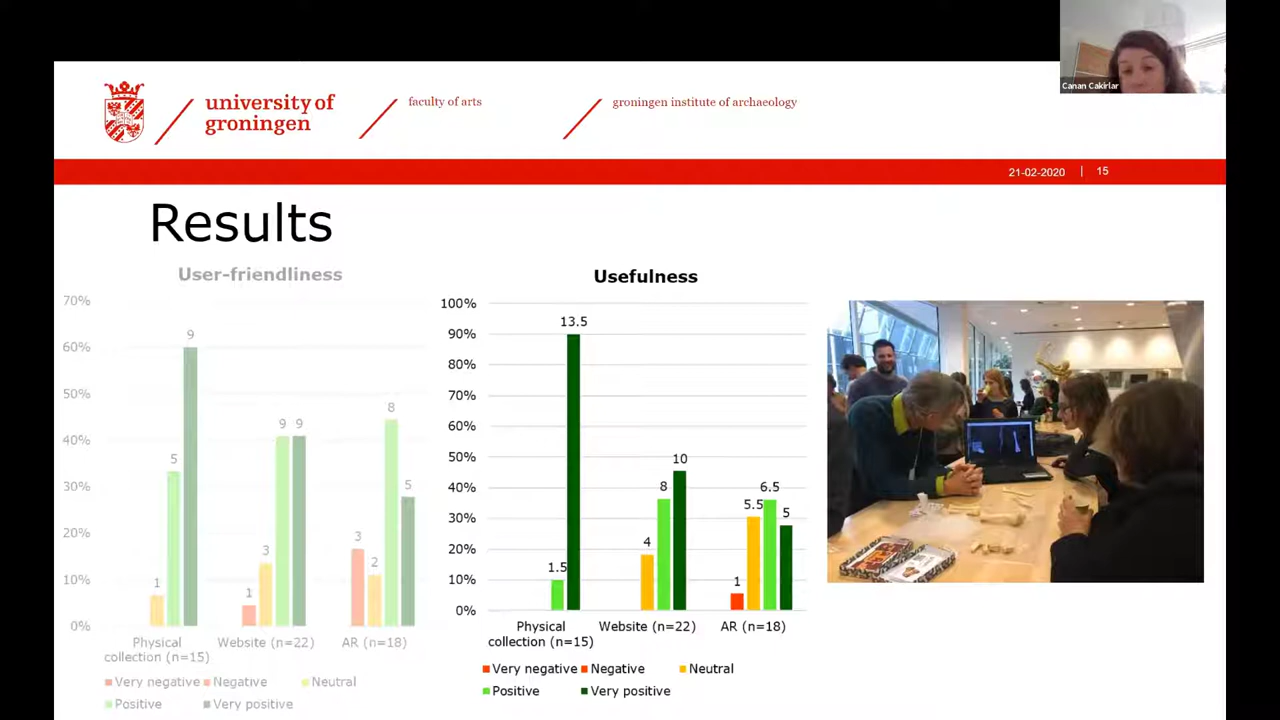 Canan Cakirlar
university of
groningen
faculty of arts
groningen institute of archaeology
21-02-2020 | 15
Results
User-friendliness
70%
60%
50%
40%
30%
20%
10%
0%
1
5
9
1
3
9
9
3
2
8
5
Physical
collection (n=15)
Website (n=22)
AR (n=18)
Very negative
Negative
Neutral
Positive
Very positive
Usefulness
100%
90%
80%
70%
60%
50%
40%
30%
20%
10%
0%
1.5
13.5
4
8
10
1
5.5
6.5
5
Physical
collection (n=15)
Website (n=22)
AR (n=18)
Very negative
Negative
Neutral
Positive
Very positive